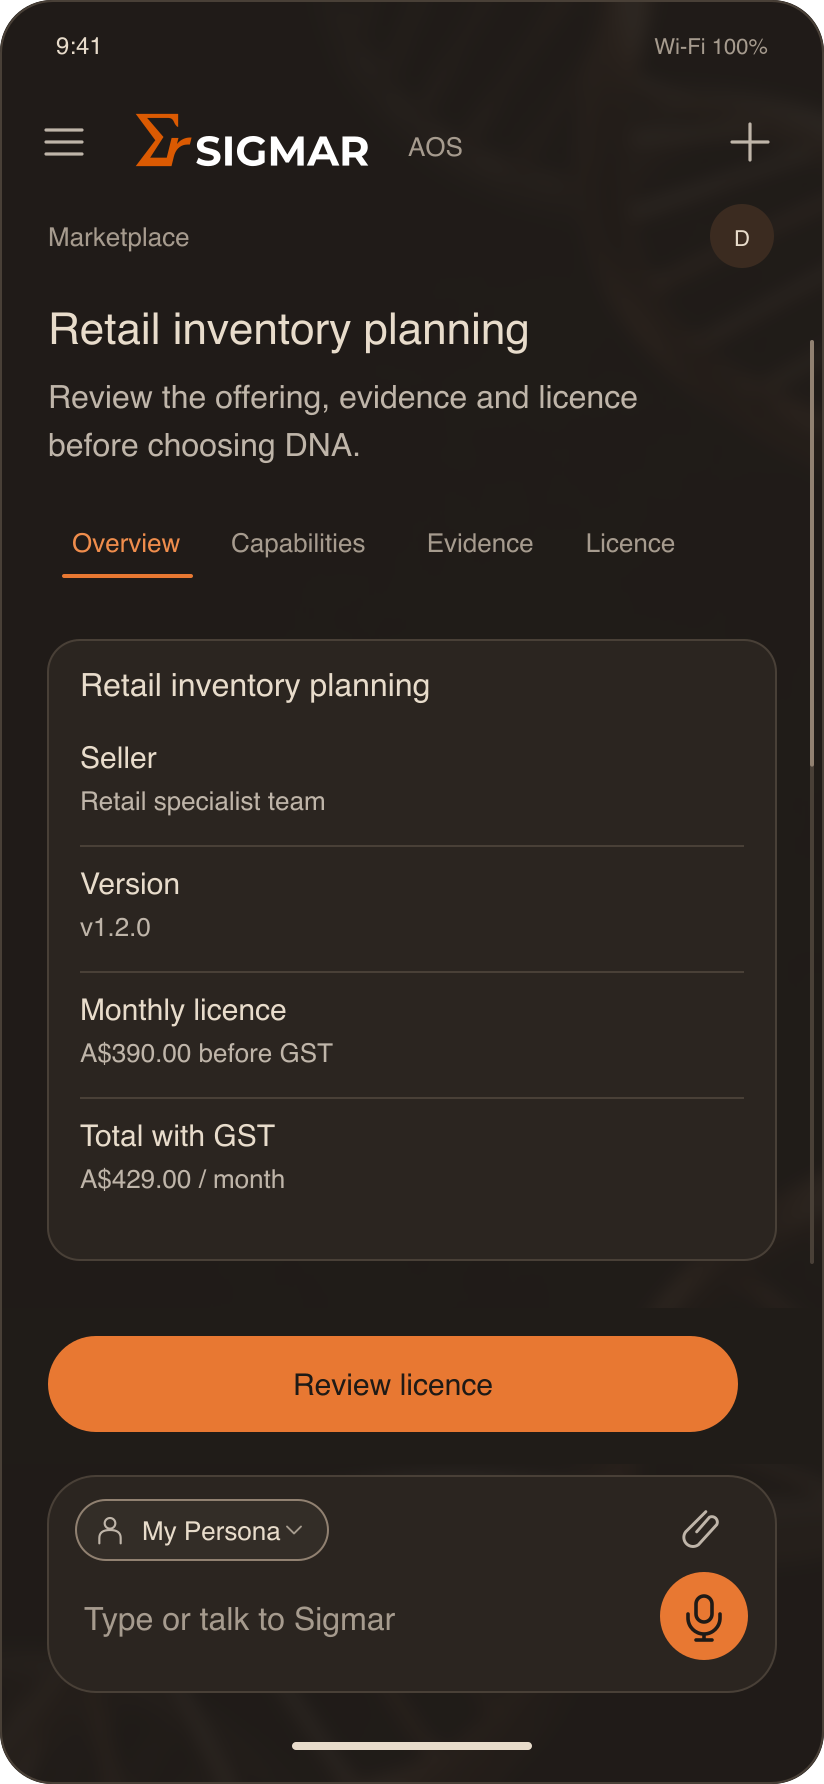 9:41
Wi-Fi 100%
Σr SIGMAR AOS
Marketplace
D
Retail inventory planning
Review the offering, evidence and licence
before choosing DNA.
Overview Capabilities Evidence Licence
Retail inventory planning
Seller
Retail specialist team
Version
v1.2.0
Monthly licence
A$390.00 before GST
Total with GST
A$429.00 / month
Review licence
My Persona
Type or talk to Sigmar